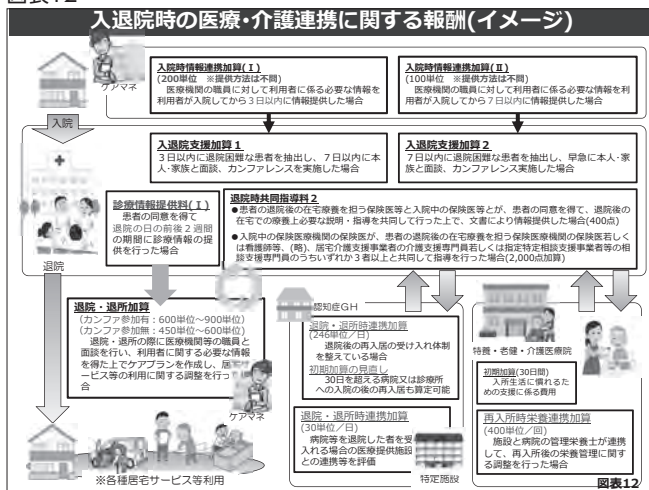 図表12
入退院時の医療・介護連携に関する報酬(イメージ)
ケアマネ
入院時情報連携加算(Ⅰ)
(200単位　※提供方法は不問)
医療機関の職員に対して利用者に係る必要な情報を
利用者が入院してから3日以内に情報提供した場合
入院時情報連携加算(Ⅱ)
(100単位　※提供方法は不問)
医療機関の職員に対して利用者に係る必要な情報を利
用者が入院してから7日以内に情報提供した場合
入院
入退院支援加算1
3日以内に退院困難な患者を抽出し、7日以内に本
人・家族と面談、カンファレンスを実施した場合
入退院支援加算2
7日以内に退院困難な患者を抽出し、早急に本人・家
族と面談、カンファレンス実施した場合
診療情報提供料(Ⅰ)
患者の同意を得て
退院の日の前後2週間
の期間に診療情報の提
供を行った場合
退院時共同指導料2
●患者の退院後の在宅療養を担う保険医等と入院中の保険医等とが、患者の同意を得て、退院後の
在宅での療養上必要な説明・指導を共同して行った上で、文書により情報提供した場合(400点)
●入院中の保険医療機関の保険医が、患者の退院後の在宅療養を担う保険医療機関の保険医若しく
は看護師等、(略)、居宅介護支援事業者の介護支援専門員若しくは指定特定相談支援事業者等の相
談支援専門員のうちいずれか3者以上と共同して指導を行った場合(2,000点加算)
退院
退院・退所加算
(カンファ参加有：600単位～900単位)
(カンファ参加無：450単位～600単位)
退院・退所の際に医療機関等の職員と
面談を行い、利用者に関する必要な情報
を得た上でケアプランを作成し、居宅
サービス等の利用に関する調整を行った
合
ケアマネ
※各種居宅サービス等利用
認知症GH
退院・退所時連携加算
(246単位／日)
退院後の再入居の受け入れ体制
を整えている場合
初期加算の見直し
30日を超える病院又は診療所
への入院の後の再入居も算定可能
退院・退所時連携加算
(30単位／日)
病院等を退院した者を受
入れる場合の医療提供施設
との連携等を評価
特定施設
特養・老健・介護医療院
初期加算(30日間)
入所生活に慣れるた
めの支援に係る費用
再入所時栄養連携加算
(400単位／回)
施設と病院の管理栄養士が連携
して、再入所後の栄養管理に関す
る調整を行った場合
図表12